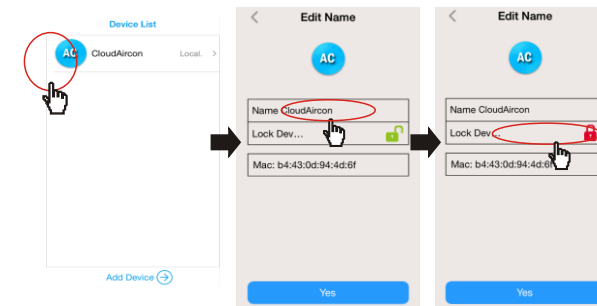 Device List
AC CloudAircon Local. >
Add Device
< Edit Name
AC
Name CloudAircon
Lock Dev...
Mac: b4:43:0d:94:4d:6f
Yes
< Edit Name
AC
Name CloudAircon
Lock Dev...
Mac: b4:43:0d:94:4d:6f
Yes